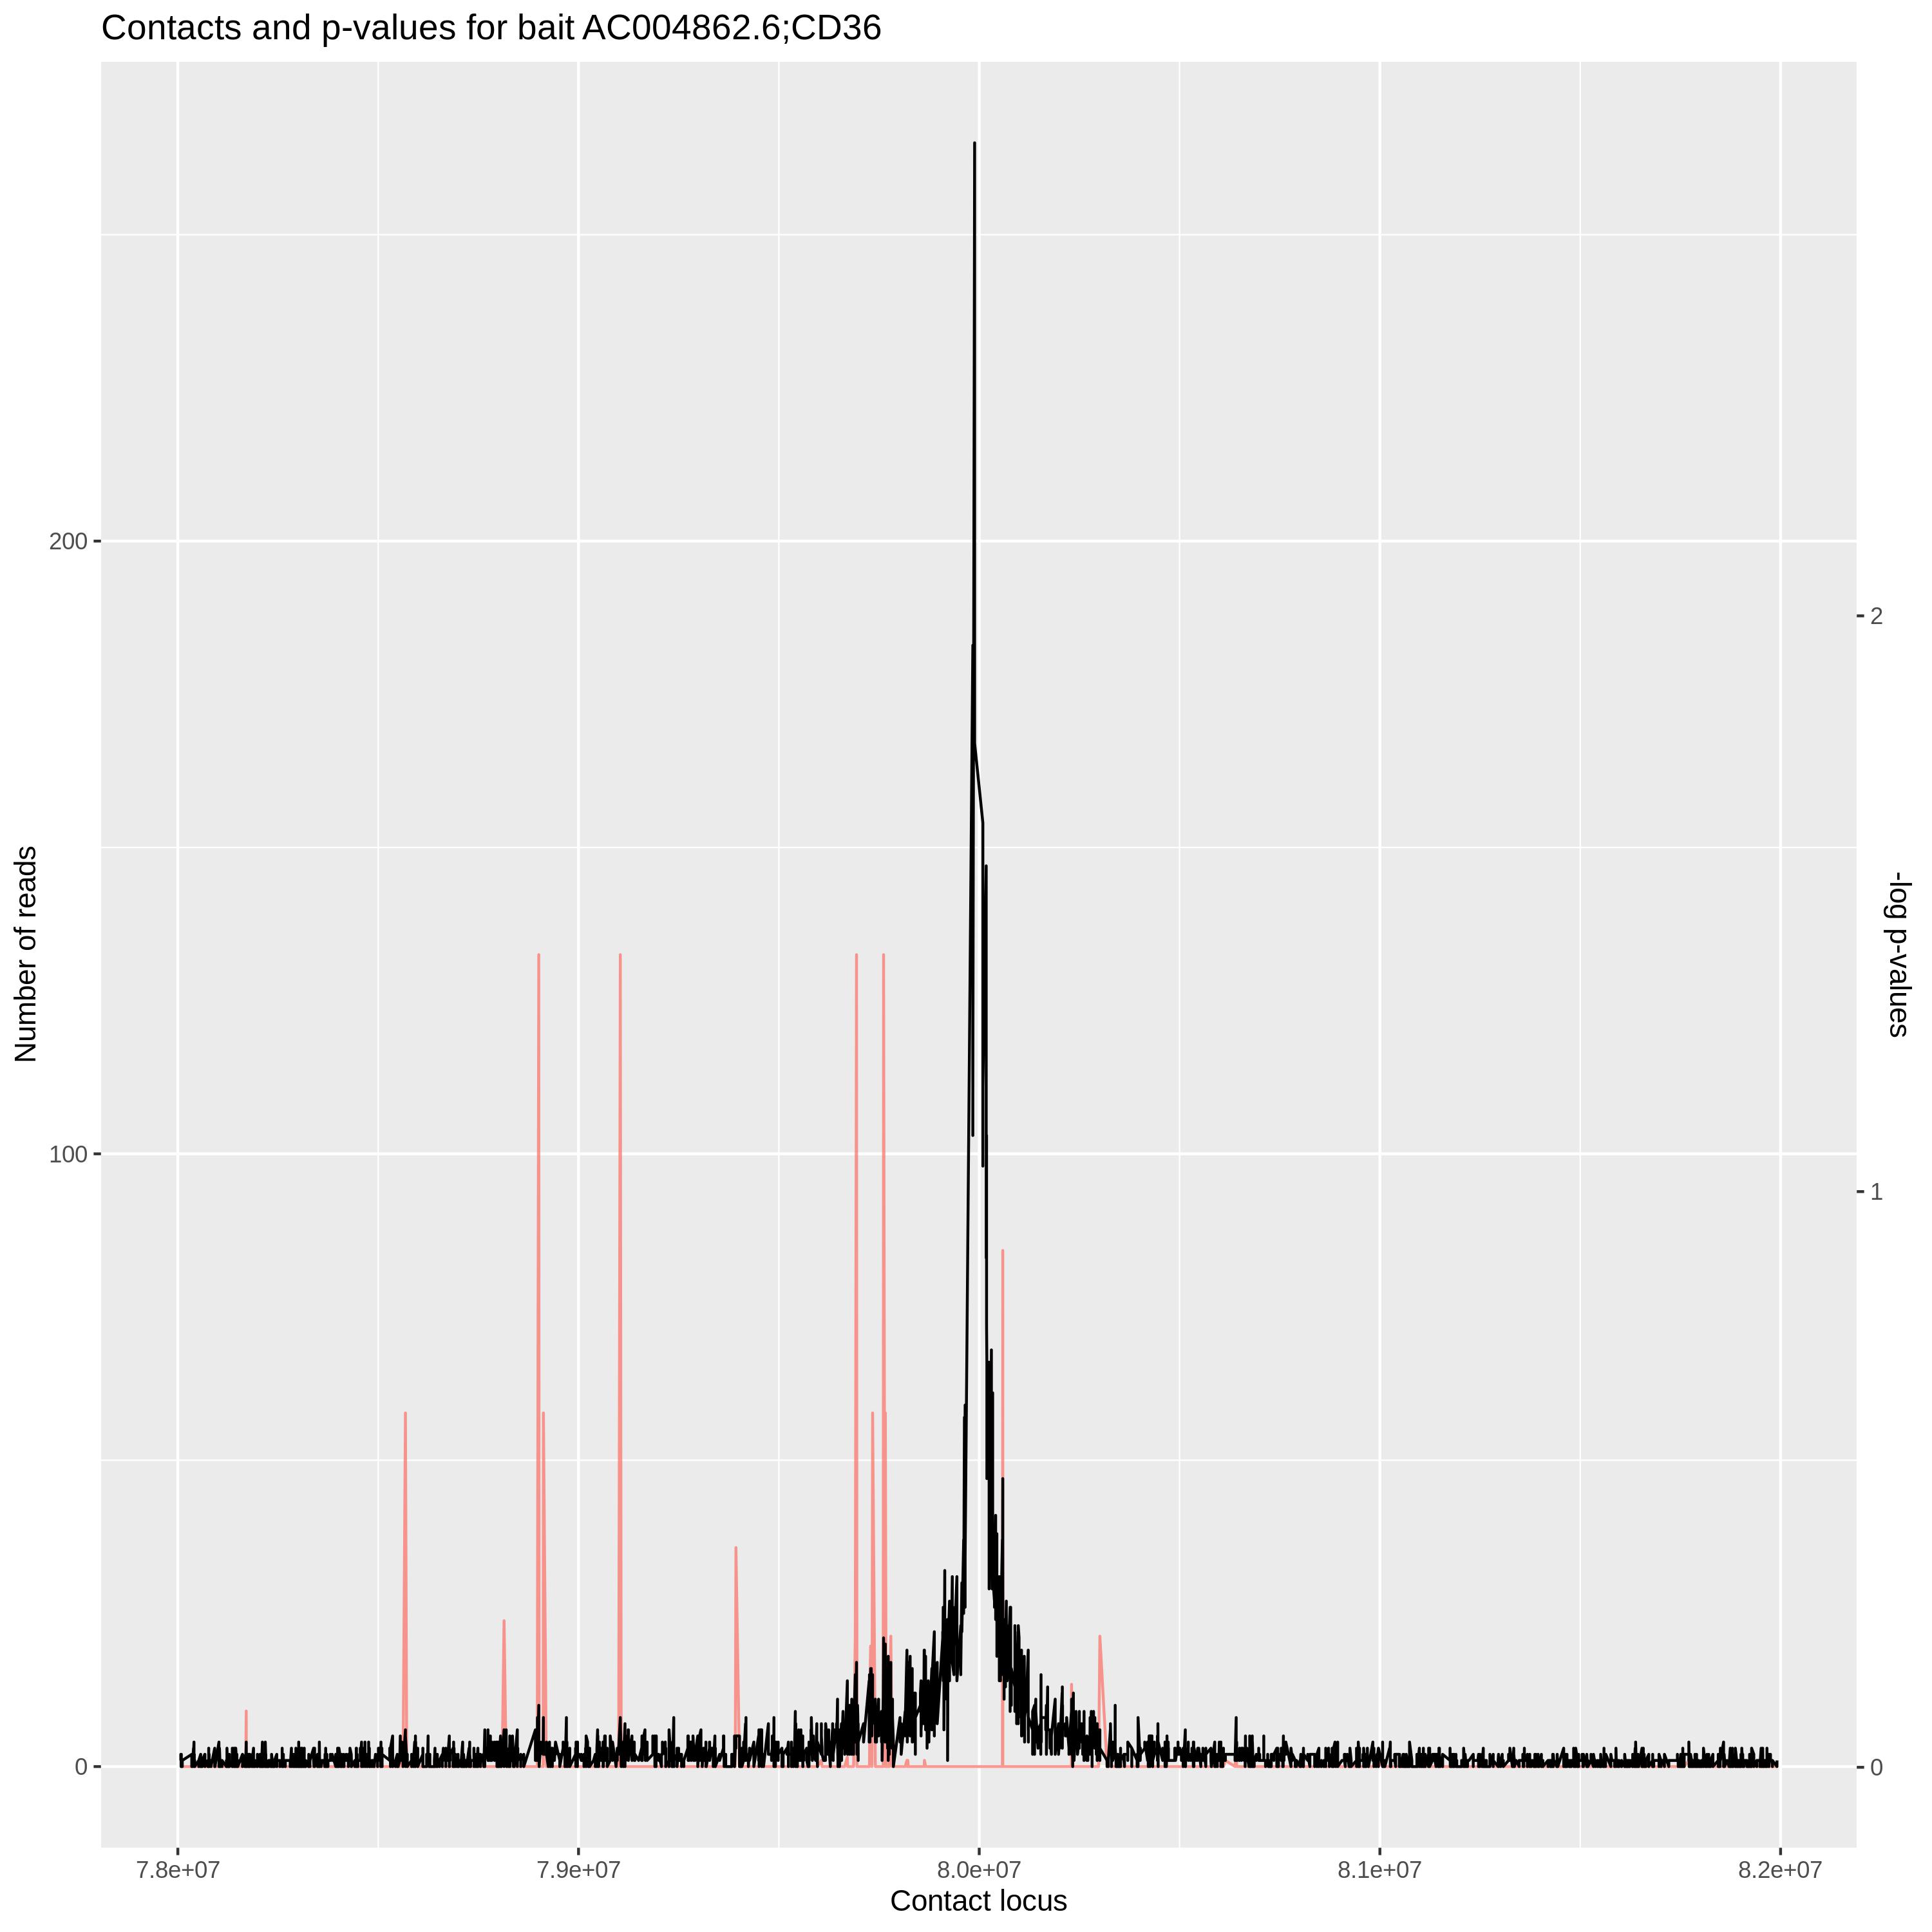 Contacts and p-values for bait AC004862.6;CD36
200
100
0
Number of reads
2
1
0
-log p-values
7.8e+07 7.9e+07 8.0e+07 8.1e+07 8.2e+07
Contact locus